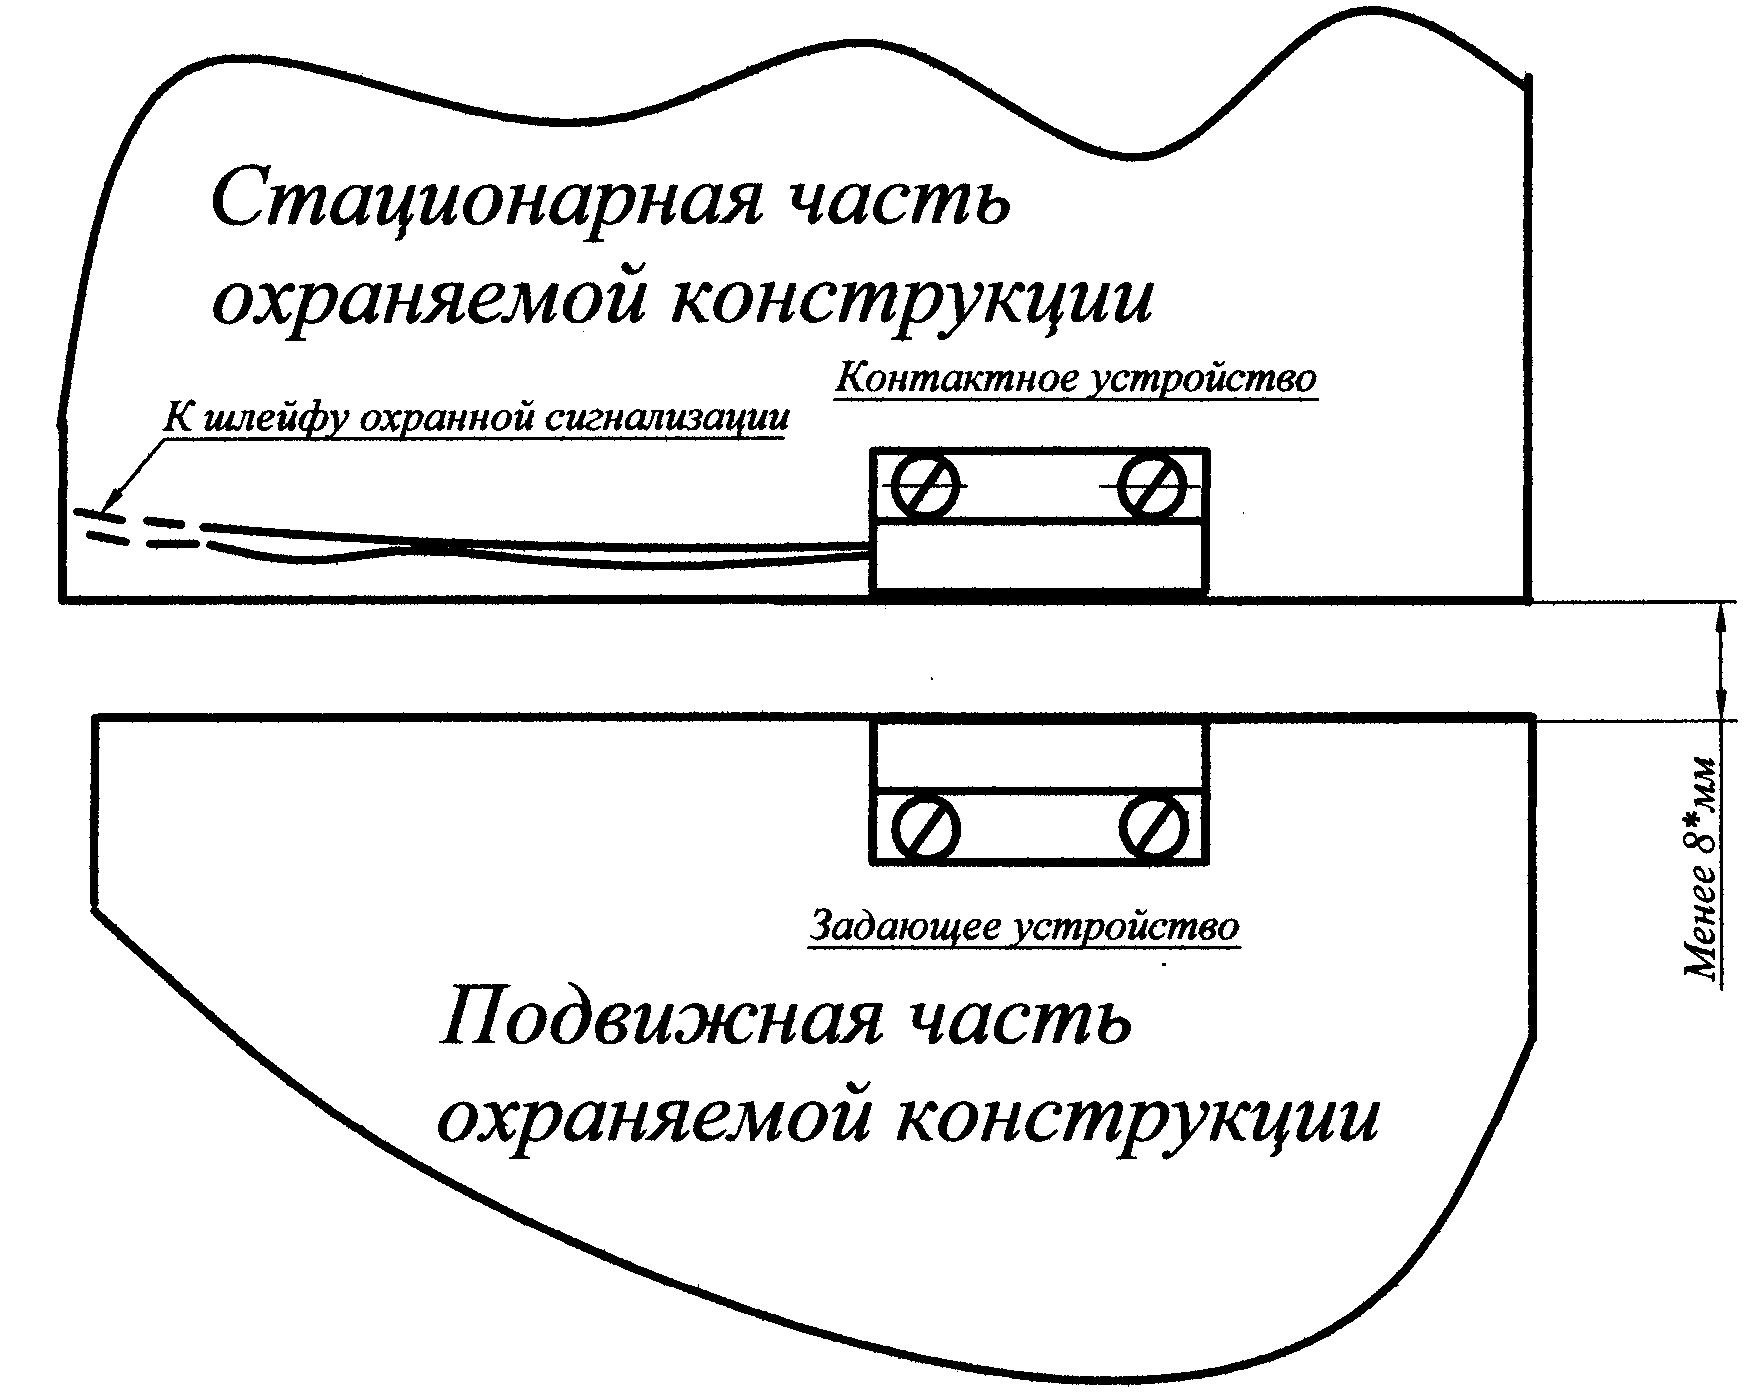 Стационарная часть
охраняемой конструкции
Контактное устройство
К шлейфу охранной сигнализации
Менее 8*мм
Задающее устройство
Подвижная часть
охраняемой конструкции